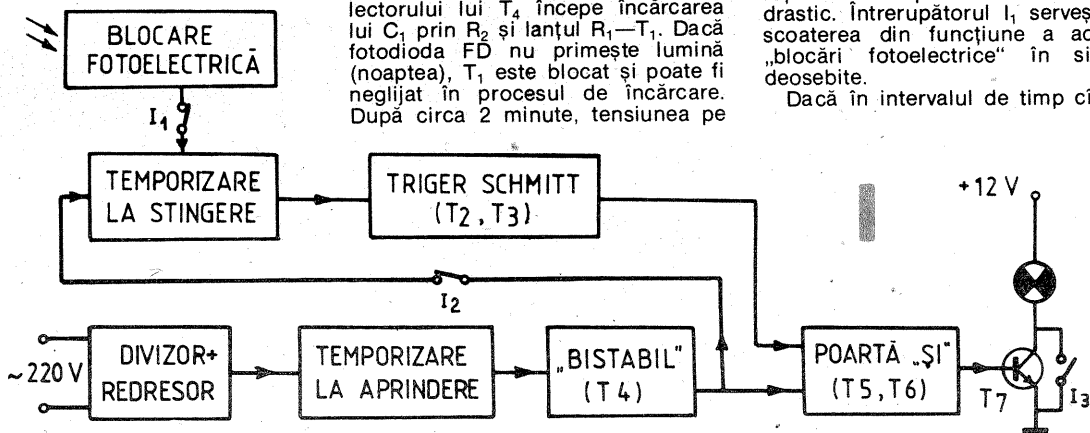 lectorului lui T₄ începe încărcarea
lui C₁ prin R₂ și lanțul R₁—T₁. Dacă
fotodioda FD nu primește lumină
(noaptea), T₁ este blocat și poate fi
neglijat în procesul de încărcare.
După circa 2 minute, tensiunea pe
drastic. Întrerupătorul I₁ serveș
scoaterea din funcțiune a ac
„blocări fotoelectrice“ în si
deosebite.
Dacă în intervalul de timp cî
BLOCARE
FOTOELECTRICĂ
I₁
TEMPORIZARE
LA STINGERE
TRIGER SCHMITT
(T2, T3)
+12 V
I₂
~220 V
DIVIZOR+
REDRESOR
TEMPORIZARE
LA APRINDERE
„BISTABIL"
(T4)
POARTĂ „ȘI"
(T5, T6)
T7
I₃